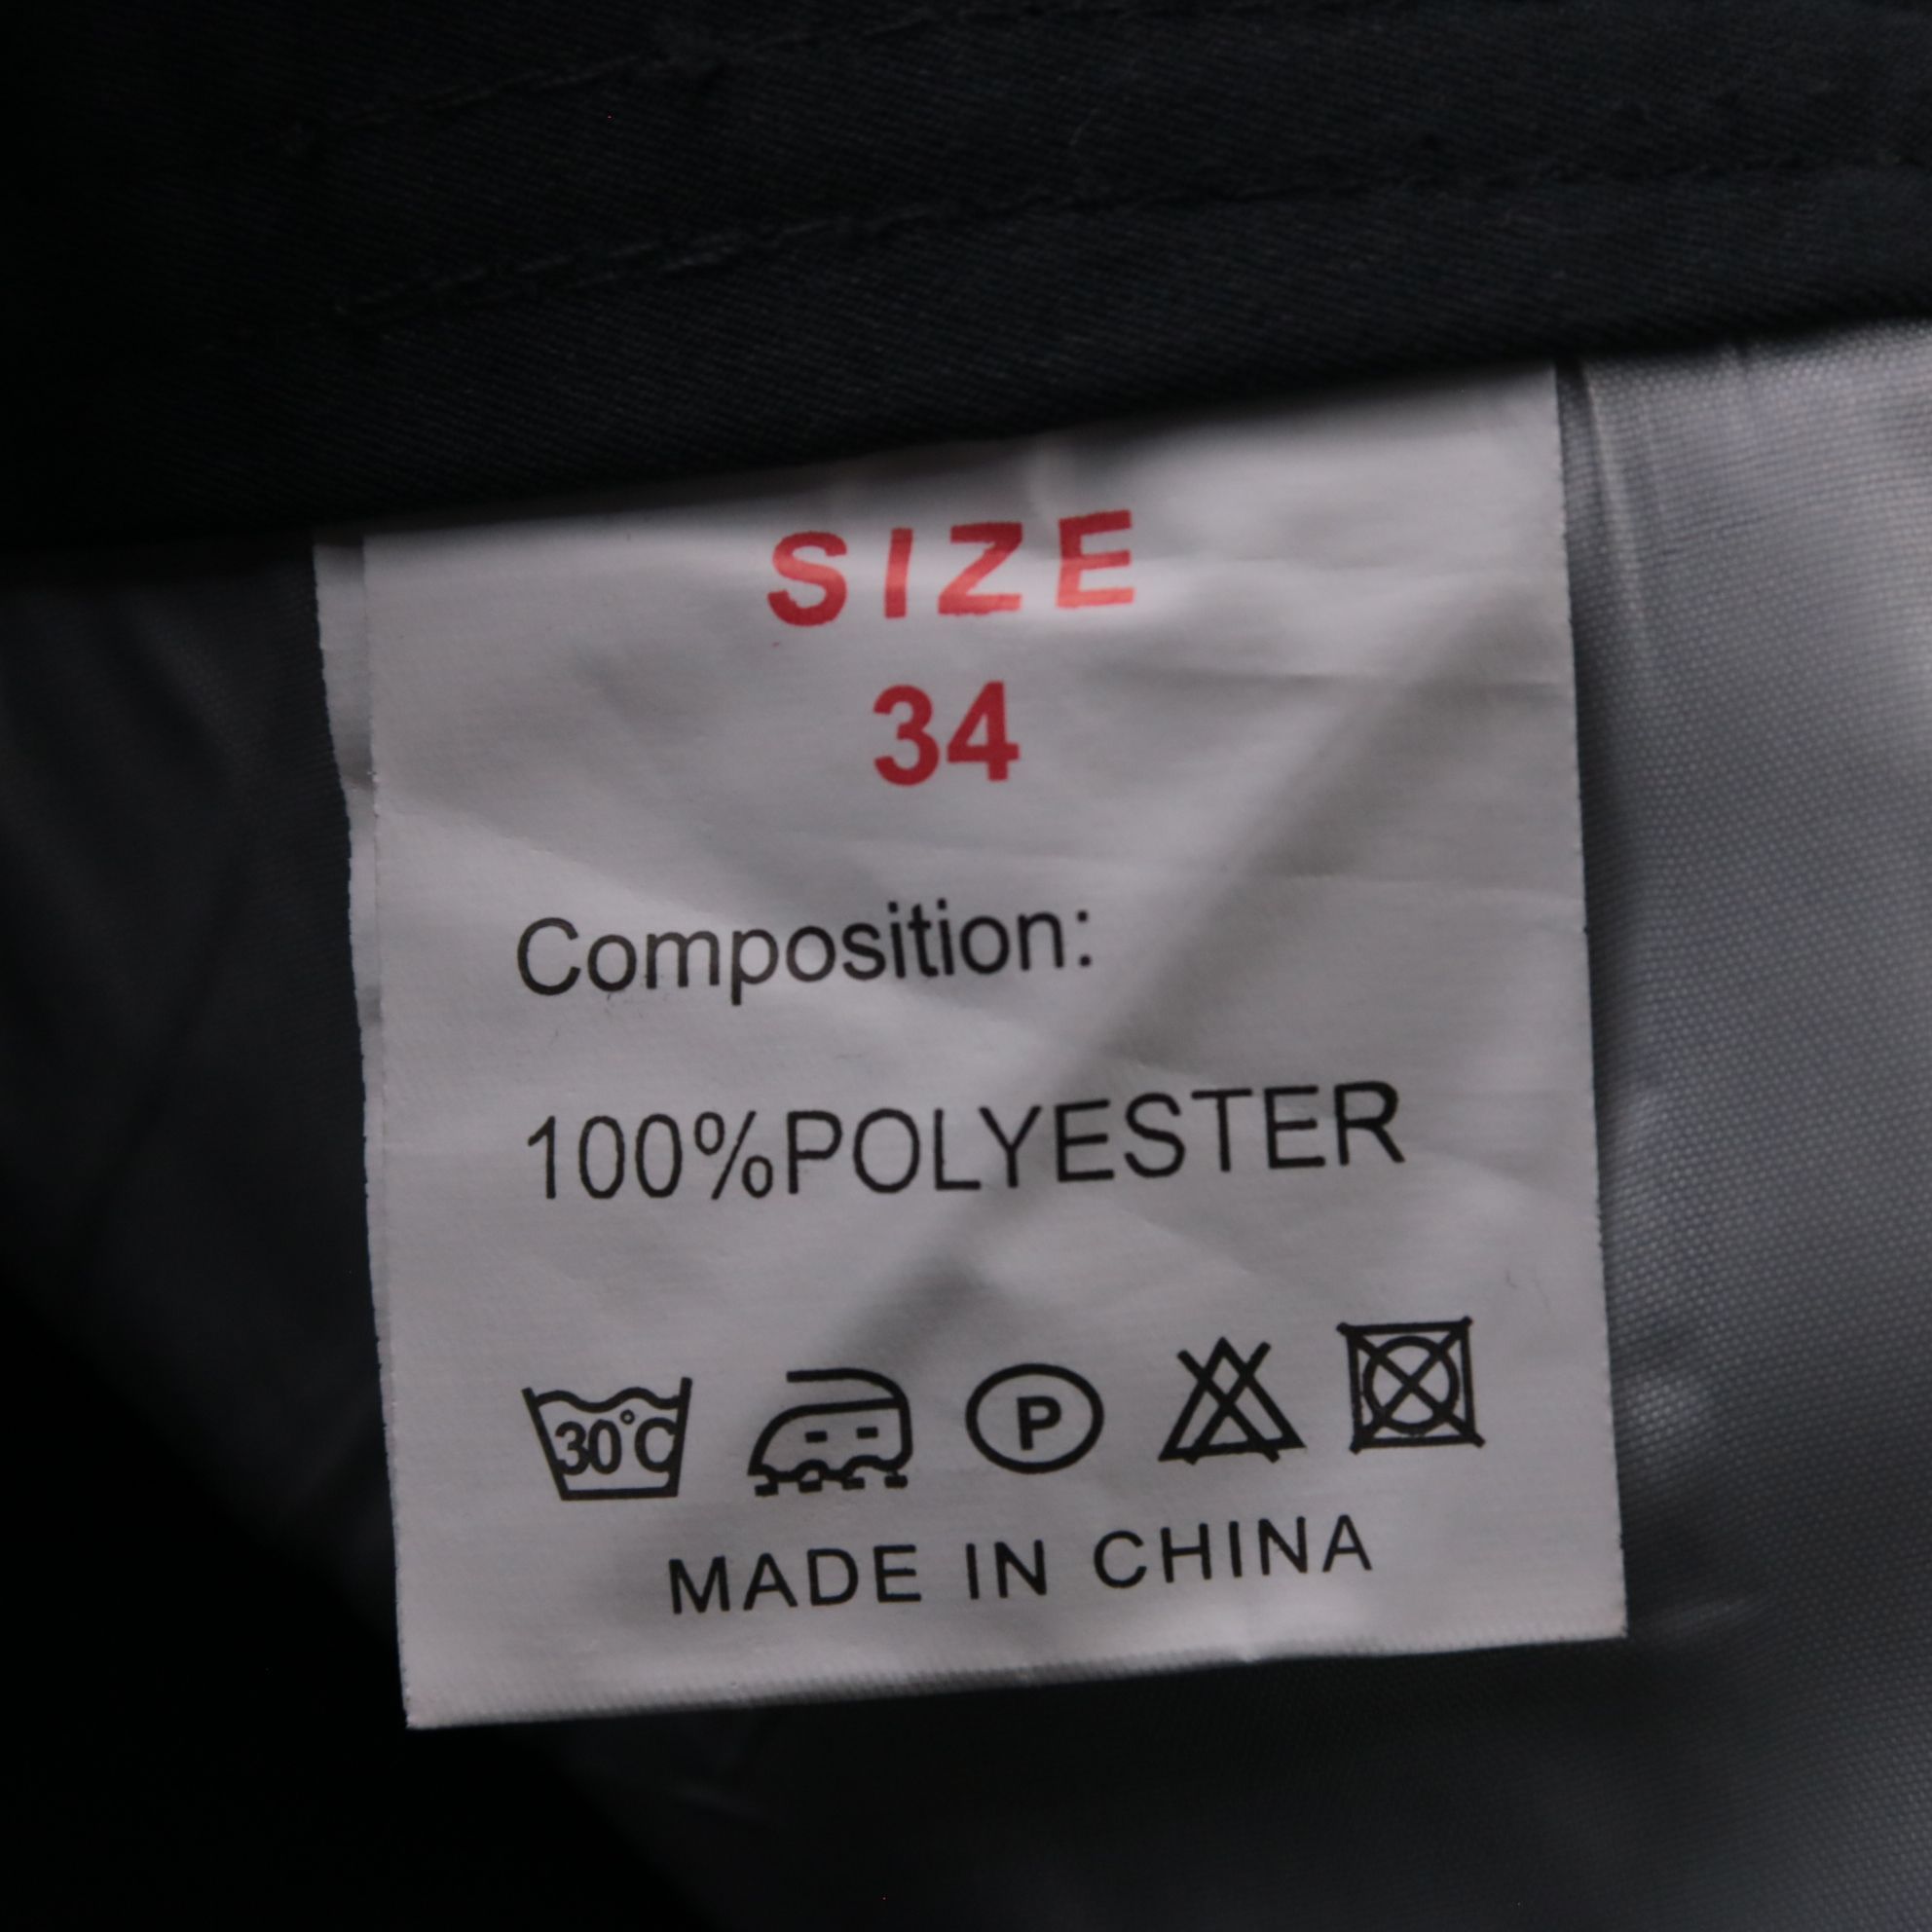 SIZE
34
Composition:
100%POLYESTER
30°C P
MADE IN CHINA